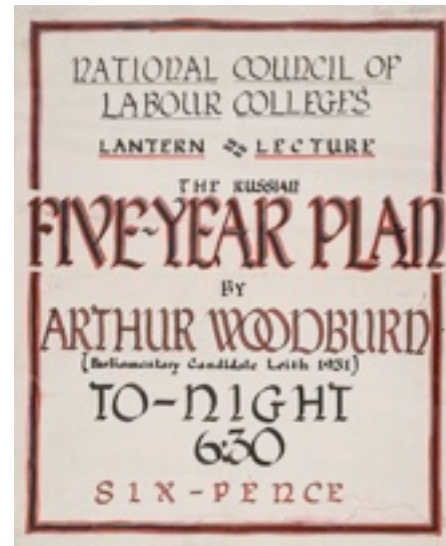 NATIONAL COUNCIL OF
LABOUR COLLEGES
LANTERN LECTURE
THE RUSSIAN
FIVE-YEAR PLAN
BY
ARTHUR WOODBURN
(Parliamentary Candidate Leith 1931)
TO-NIGHT
6:30
SIX-PENCE